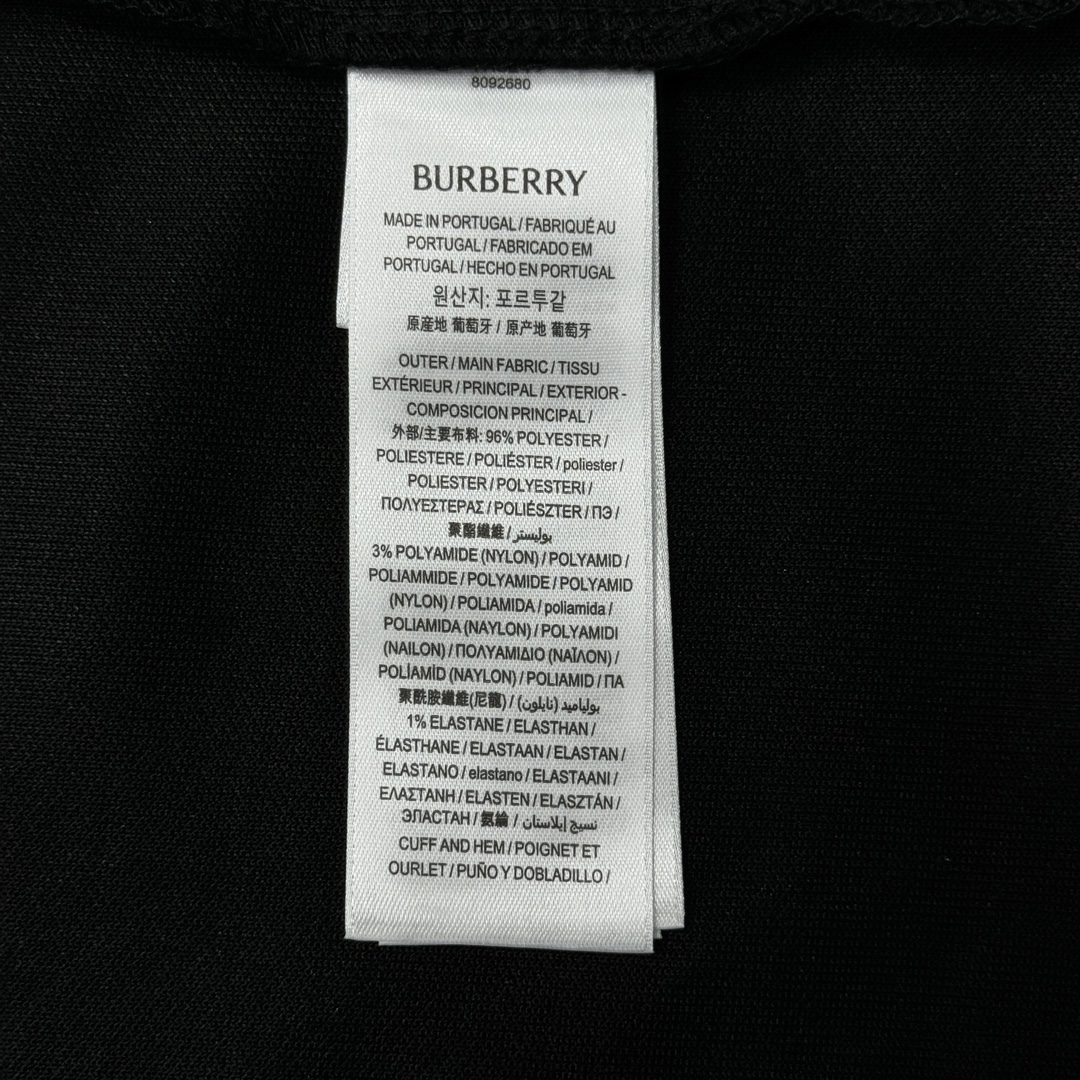 8092680
BURBERRY
MADE IN PORTUGAL / FABRIQUÉ AU
PORTUGAL / FABRICADO EM
PORTUGAL / HECHO EN PORTUGAL
원산지: 포르투갈
原産地 葡萄牙 / 原产地 葡萄牙
OUTER / MAIN FABRIC / TISSU
EXTÉRIEUR / PRINCIPAL / EXTERIOR -
COMPOSICION PRINCIPAL /
外部/主要布料: 96% POLYESTER /
POLIESTERE / POLIÉSTER / poliester /
POLIESTER / POLYESTERI /
ΠΟΛΥΕΣΤΕΡΑΣ / POLIÉSZTER / ПЭ /
聚酯纖維 / بوليستر
3% POLYAMIDE (NYLON) / POLYAMID /
POLIAMMIDE / POLYAMIDE / POLYAMID
(NYLON) / POLIAMIDA / poliamida /
POLIAMIDA (NAYLON) / POLYAMIDI
(NAILON) / ΠΟΛΥΑΜΙΔΙΟ (ΝΑΪΛΟΝ) /
POLİAMİD (NAYLON) / POLIAMID / ПА
聚酰胺纖維(尼龍) / بولياميد (نايلون)
1% ELASTANE / ELASTHAN /
ÉLASTHANE / ELASTAAN / ELASTAN /
ELASTANO / elastano / ELASTAANI /
ΕΛΑΣΤΑΝΗ / ELASTEN / ELASZTÁN /
ЭЛАСТАН / 氨綸 / نسيج إيلاستان
CUFF AND HEM / POIGNET ET
OURLET / PUÑO Y DOBLADILLO /